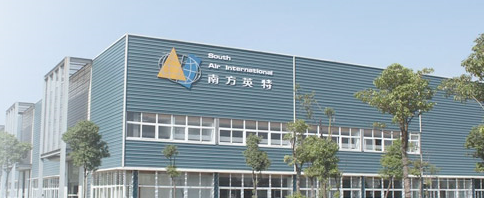 South
Air International
南方英特